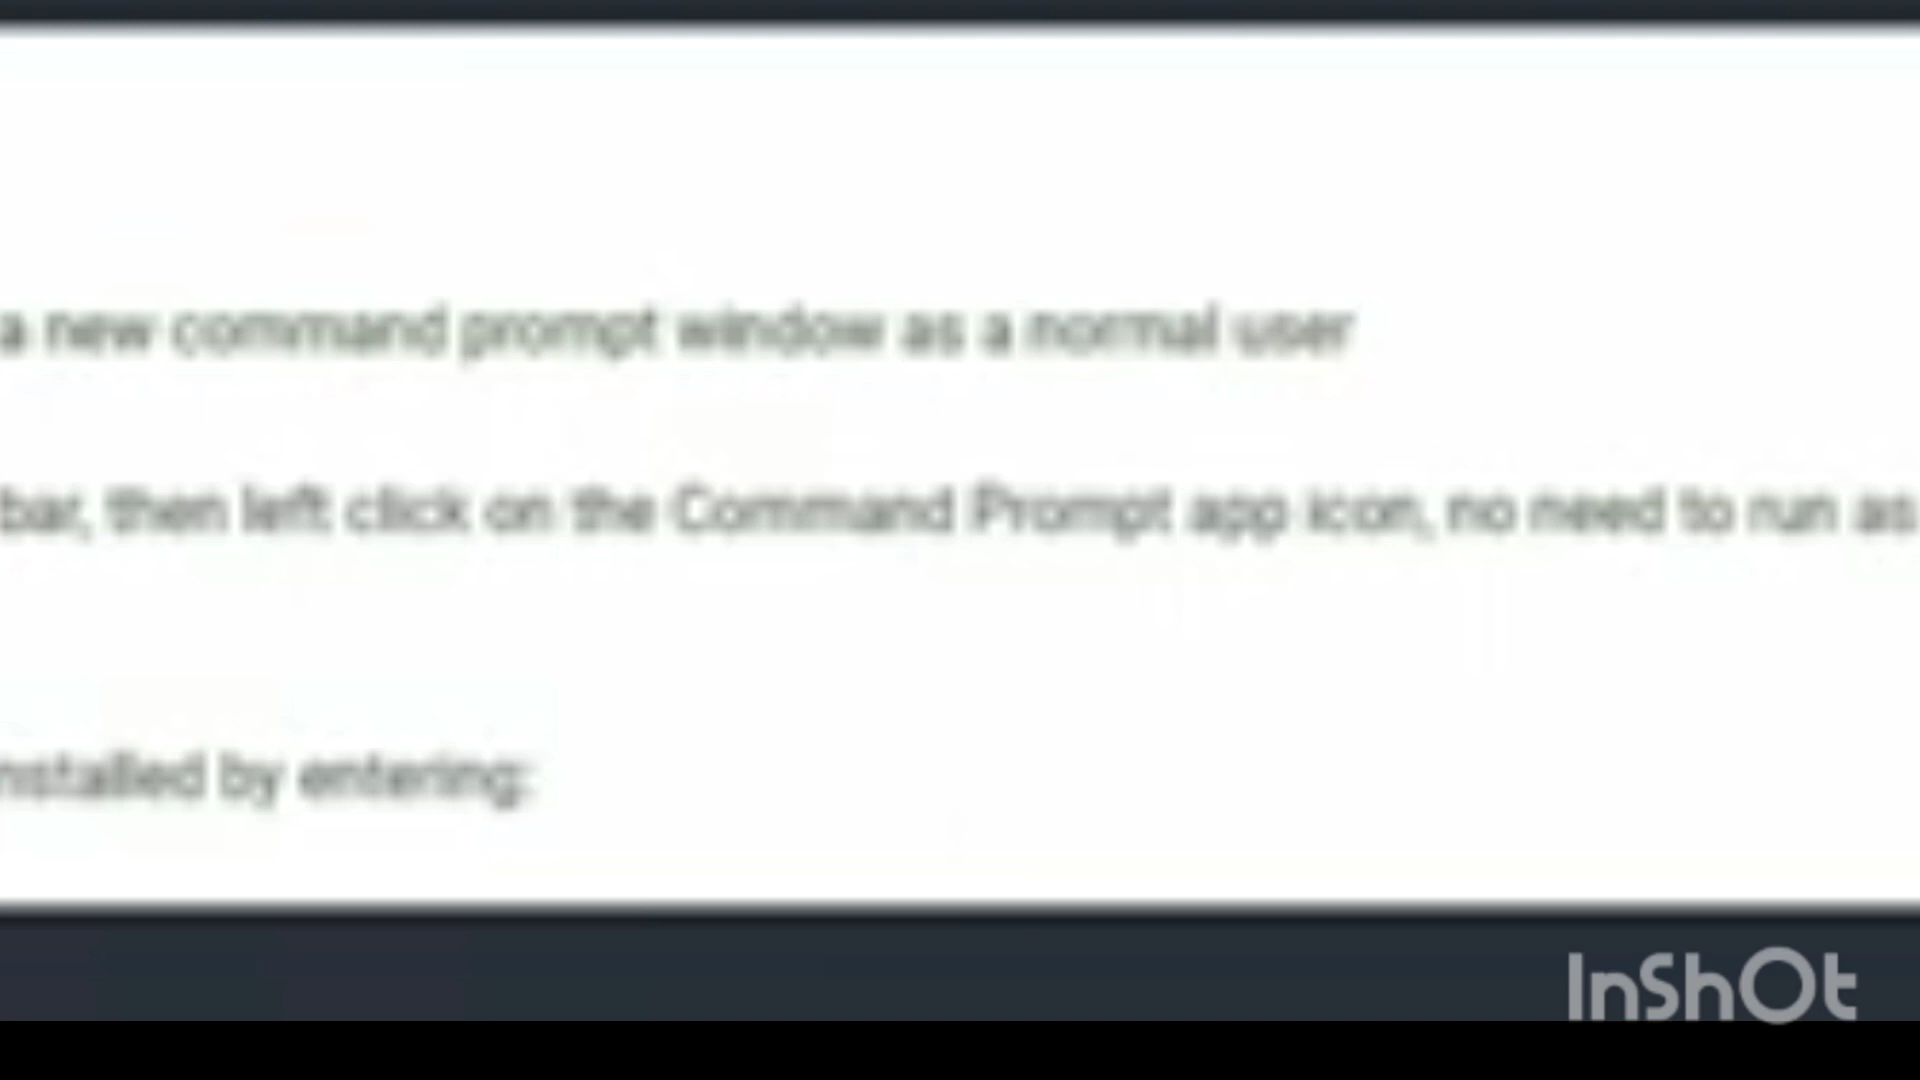 a new command prompt window as a normal user
bar, then left click on the Command Prompt app icon, no need to run as
nstalled by entering:
InShOt